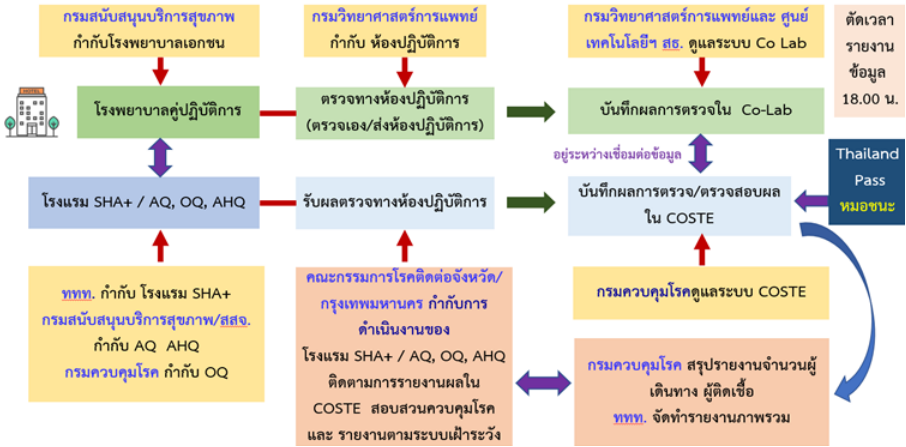 กรมสนับสนุนบริการสุขภาพ
กำกับโรงพยาบาลเอกชน
กรมวิทยาศาสตร์การแพทย์
กำกับ ห้องปฏิบัติการ
กรมวิทยาศาสตร์การแพทย์และ ศูนย์
เทคโนโลยีฯ สธ. ดูแลระบบ Co Lab
ตัดเวลา
รายงาน
ข้อมูล
18.00 น.
HOTEL
โรงพยาบาลคู่ปฏิบัติการ
ตรวจทางห้องปฏิบัติการ
(ตรวจเอง/ส่งห้องปฏิบัติการ)
บันทึกผลการตรวจใน Co-Lab
อยู่ระหว่างเชื่อมต่อข้อมูล
Thailand
Pass
หมอชนะ
โรงแรม SHA+ / AQ, OQ, AHQ
รับผลตรวจทางห้องปฏิบัติการ
บันทึกผลการตรวจ/ตรวจสอบผล
ใน COSTE
ททท. กำกับ โรงแรม SHA+
กรมสนับสนุนบริการสุขภาพ/สสจ.
กำกับ AQ AHQ
กรมควบคุมโรค กำกับ OQ
คณะกรรมการโรคติดต่อจังหวัด/
กรุงเทพมหานคร กำกับการ
ดำเนินงานของ
โรงแรม SHA+ / AQ, OQ, AHQ
ติดตามการรายงานผลใน
COSTE สอบสวนควบคุมโรค
และ รายงานตามระบบเฝ้าระวัง
กรมควบคุมโรคดูแลระบบ COSTE
กรมควบคุมโรค สรุปรายงานจำนวนผู้
เดินทาง ผู้ติดเชื้อ
ททท. จัดทำรายงานภาพรวม